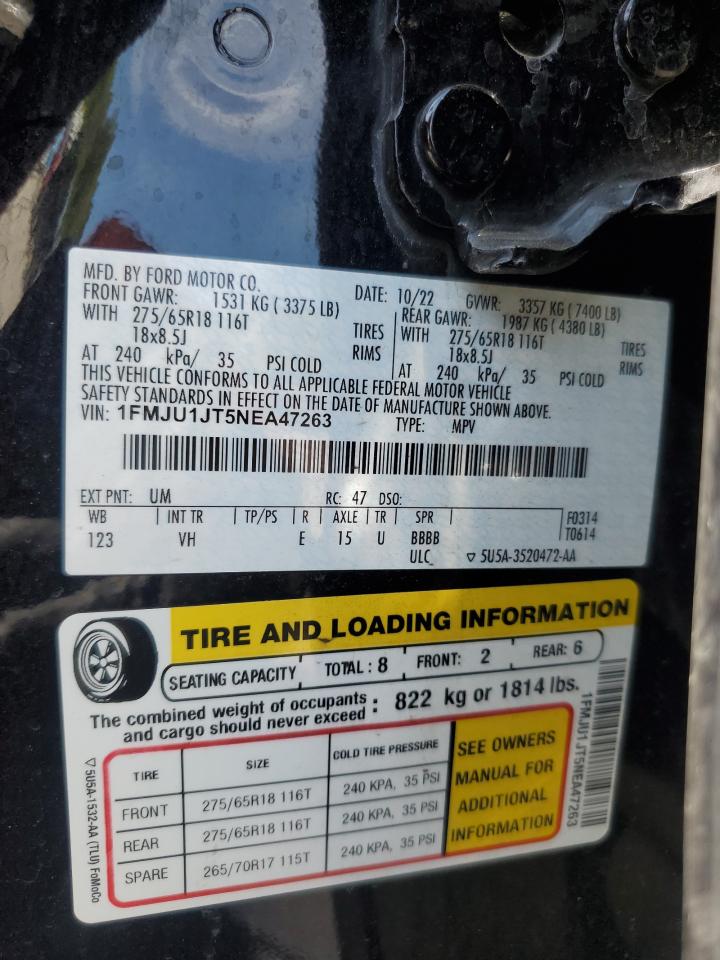 MFD. BY FORD MOTOR CO.
DATE: 10/22 GVWR: 3357 KG ( 7400 LB)
FRONT GAWR: 1531 KG ( 3375 LB)
WITH 275/65R18 116T TIRES
18x8.5J RIMS
AT 240 kPa/ 35 PSI COLD
REAR GAWR: 1987 KG ( 4380 LB)
WITH 275/65R18 116T TIRES
18x8.5J RIMS
AT 240 kPa/ 35 PSI COLD
THIS VEHICLE CONFORMS TO ALL APPLICABLE FEDERAL MOTOR VEHICLE
SAFETY STANDARDS IN EFFECT ON THE DATE OF MANUFACTURE SHOWN ABOVE.
VIN: 1FMJU1JT5NEA47263 TYPE: MPV
EXT PNT: UM RC: 47 DSO:
WB INT TR TP/PS R AXLE TR SPR F0314
123 VH E 15 U BBBB T0614
ULC 5U5A-3520472-AA
TIRE AND LOADING INFORMATION
SEATING CAPACITY TOTAL : 8 FRONT: 2 REAR: 6
The combined weight of occupants and cargo should never exceed : 822 kg or 1814 lbs.
TIRE SIZE COLD TIRE PRESSURE
FRONT 275/65R18 116T 240 KPA, 35 PSI
REAR 275/65R18 116T 240 KPA, 35 PSI
SPARE 265/70R17 115T 240 KPA, 35 PSI
SEE OWNERS
MANUAL FOR
ADDITIONAL
INFORMATION
1FMJU1JT5NEA47263
5U5A-1532-AA (TLU) FoMoCo